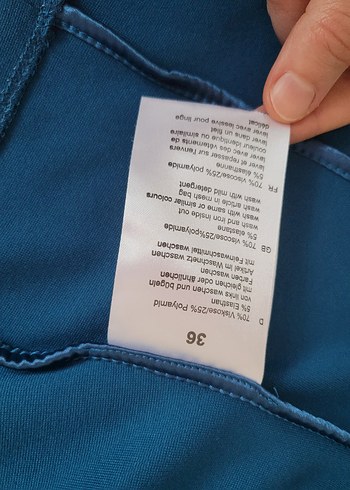 36
D
70% Viskose/25% Polyamid
5% Elasthan
von links waschen und bügeln
mit gleichen oder ähnlichen
Farben waschen
Artikel im Waschnetz waschen
mit Feinwaschmittel waschen
GB
70% viscose/25%polyamide
5% elastane
wash and iron inside out
wash with same or similar colours
wash article in mesh bag
wash with mild detergent
FR
70% viscose/25% polyamide
5% élasthanne
laver et repasser sur l'envers
laver avec des vêtements de
couleur identique ou similaire
laver dans un filet
laver avec lessive pour linge
délicat